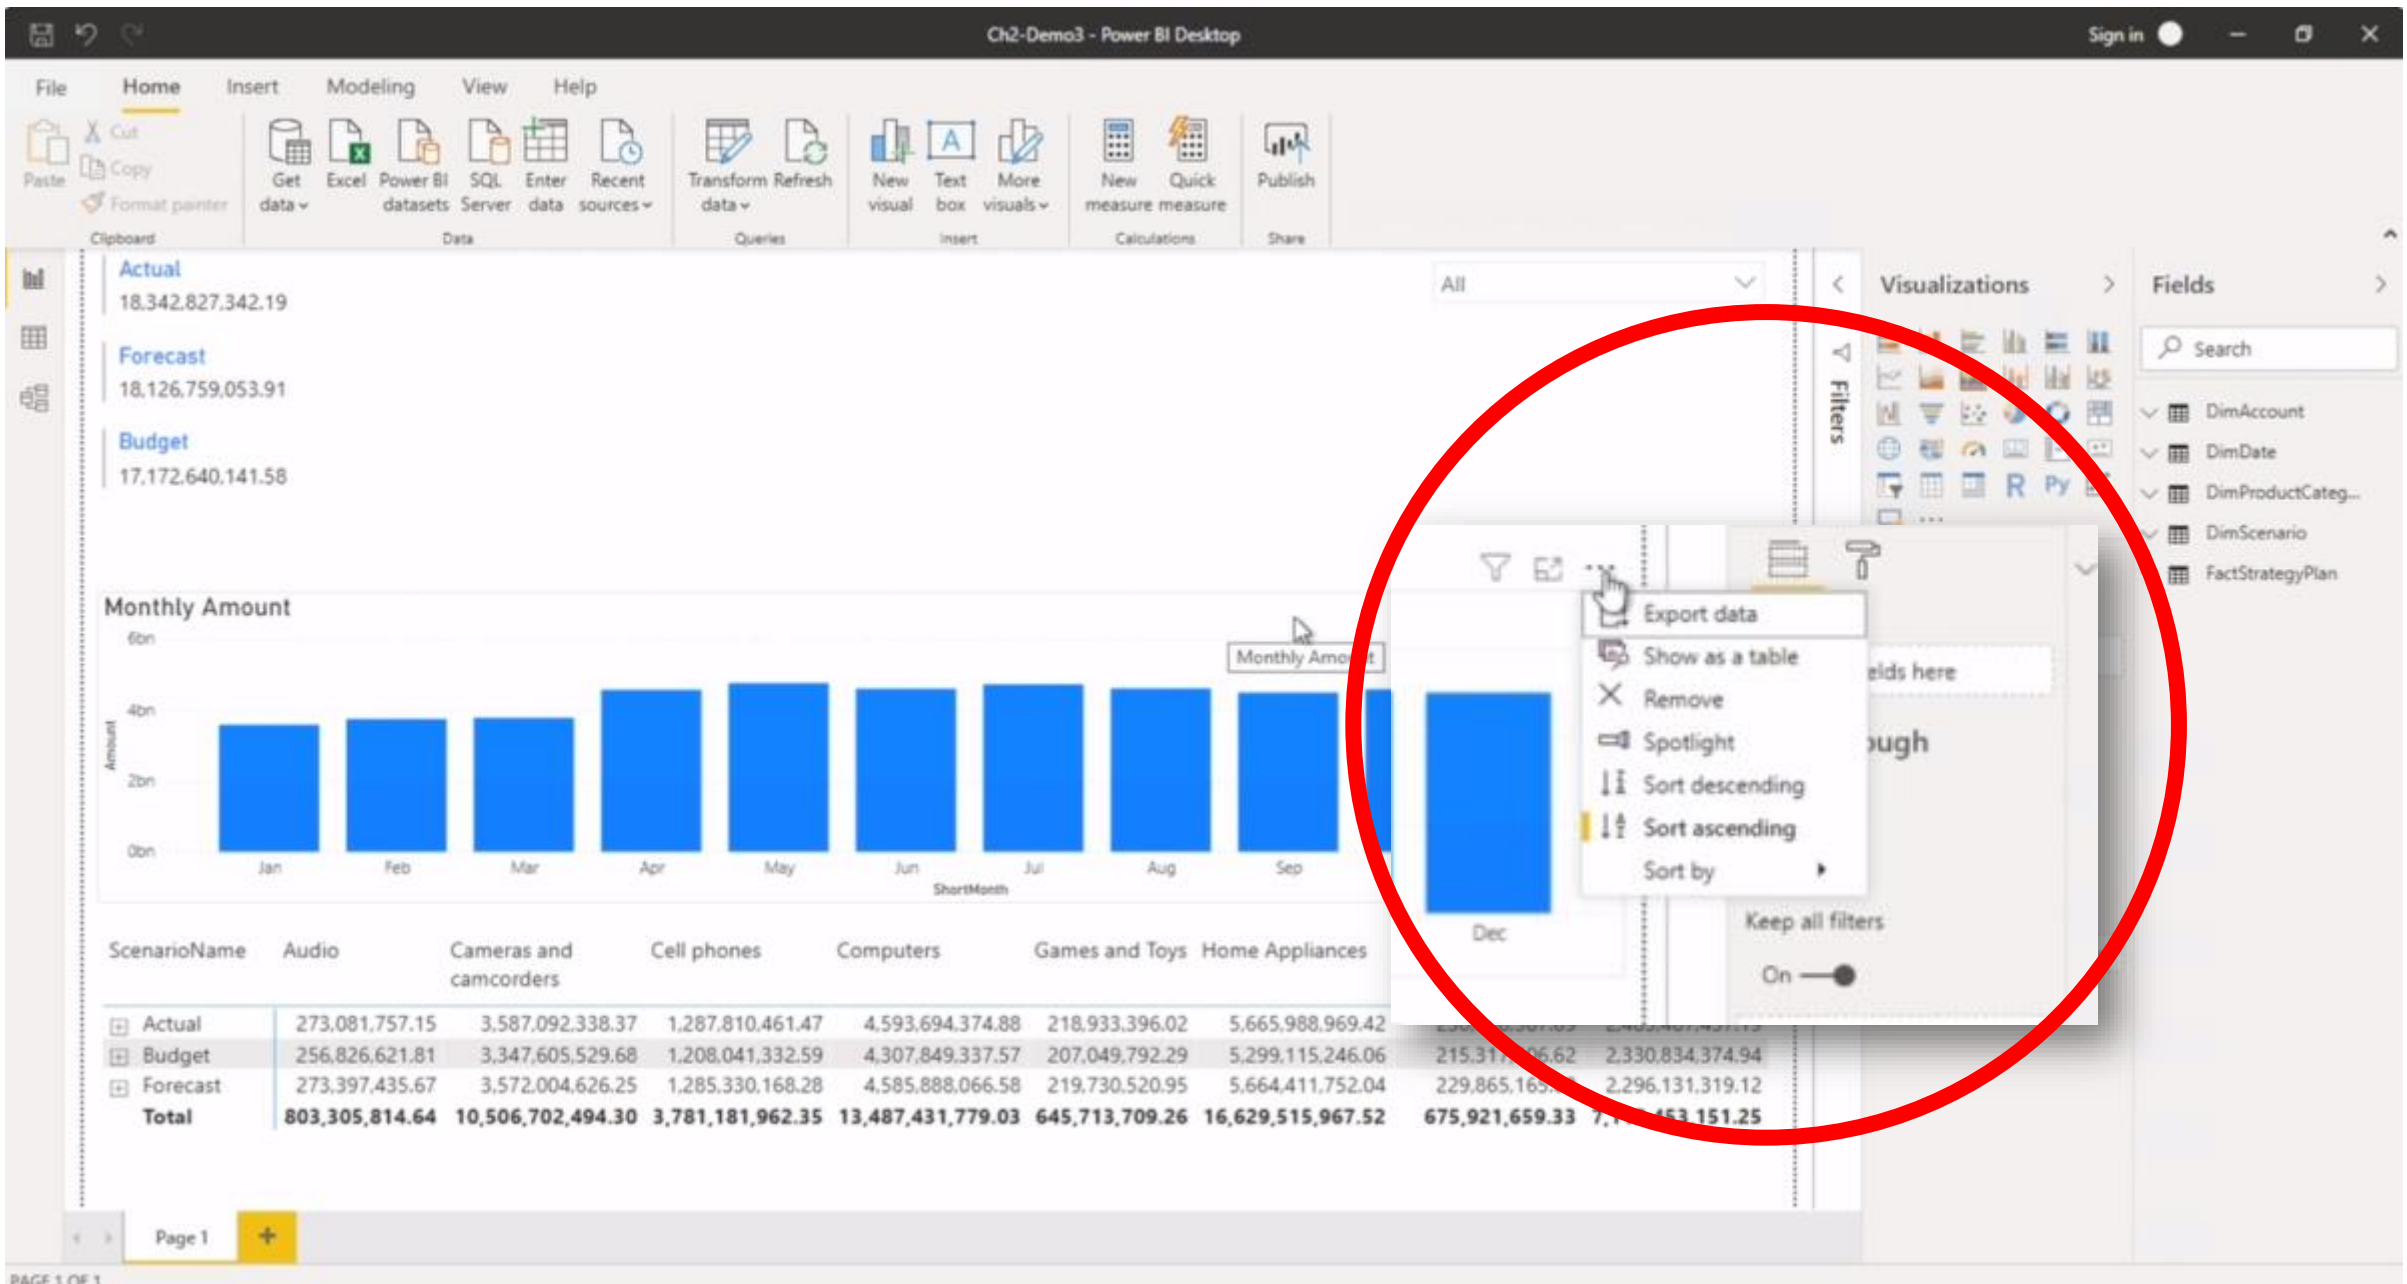 Ch2-Demo3 - Power BI Desktop
Sign in
File Home Insert Modeling View Help
Paste
Cut
Copy
Format painter
Get data
Excel
Power BI datasets
SQL Server
Enter data
Recent sources
Transform data
Refresh
New visual
Text box
More visuals
New measure
Quick measure
Publish
Clipboard Data Queries Insert Calculations Share
Actual
18,342,827,342.19
Forecast
18,126,759,053.91
Budget
17,172,640,141.58
All
Filters
Visualizations
R Py
Fields
Search
DimAccount
DimDate
DimProductCateg...
DimScenario
FactStrategyPlan
Monthly Amount
Monthly
6bn
4bn
2bn
0bn
Amount
Jan Feb Mar Apr May Jun Jul Aug Sep
ShortMonth
Dec
Export data
Show as a table
Remove
Spotlight
Sort descending
Sort ascending
Sort by
elds here
ough
Keep all filters
On
ScenarioName Audio Cameras and camcorders Cell phones Computers Games and Toys Home Appliances
Actual 273,081,757.15 3,587,092,338.37 1,287,810,461.47 4,593,694,374.88 218,933,396.02 5,665,988,969.42
Budget 256,826,621.81 3,347,605,529.68 1,208,041,332.59 4,307,849,337.57 207,049,792.29 5,299,115,246.06 2,330,834,374.94
Forecast 273,397,435.67 3,572,004,626.25 1,285,330,168.28 4,585,888,066.58 219,730,520.95 5,664,411,752.04 2,296,131,319.12
Total 803,305,814.64 10,506,702,494.30 3,781,181,962.35 13,487,431,779.03 645,713,709.26 16,629,515,967.52 675,921,659.33
Page 1
PAGE 1 OF 1